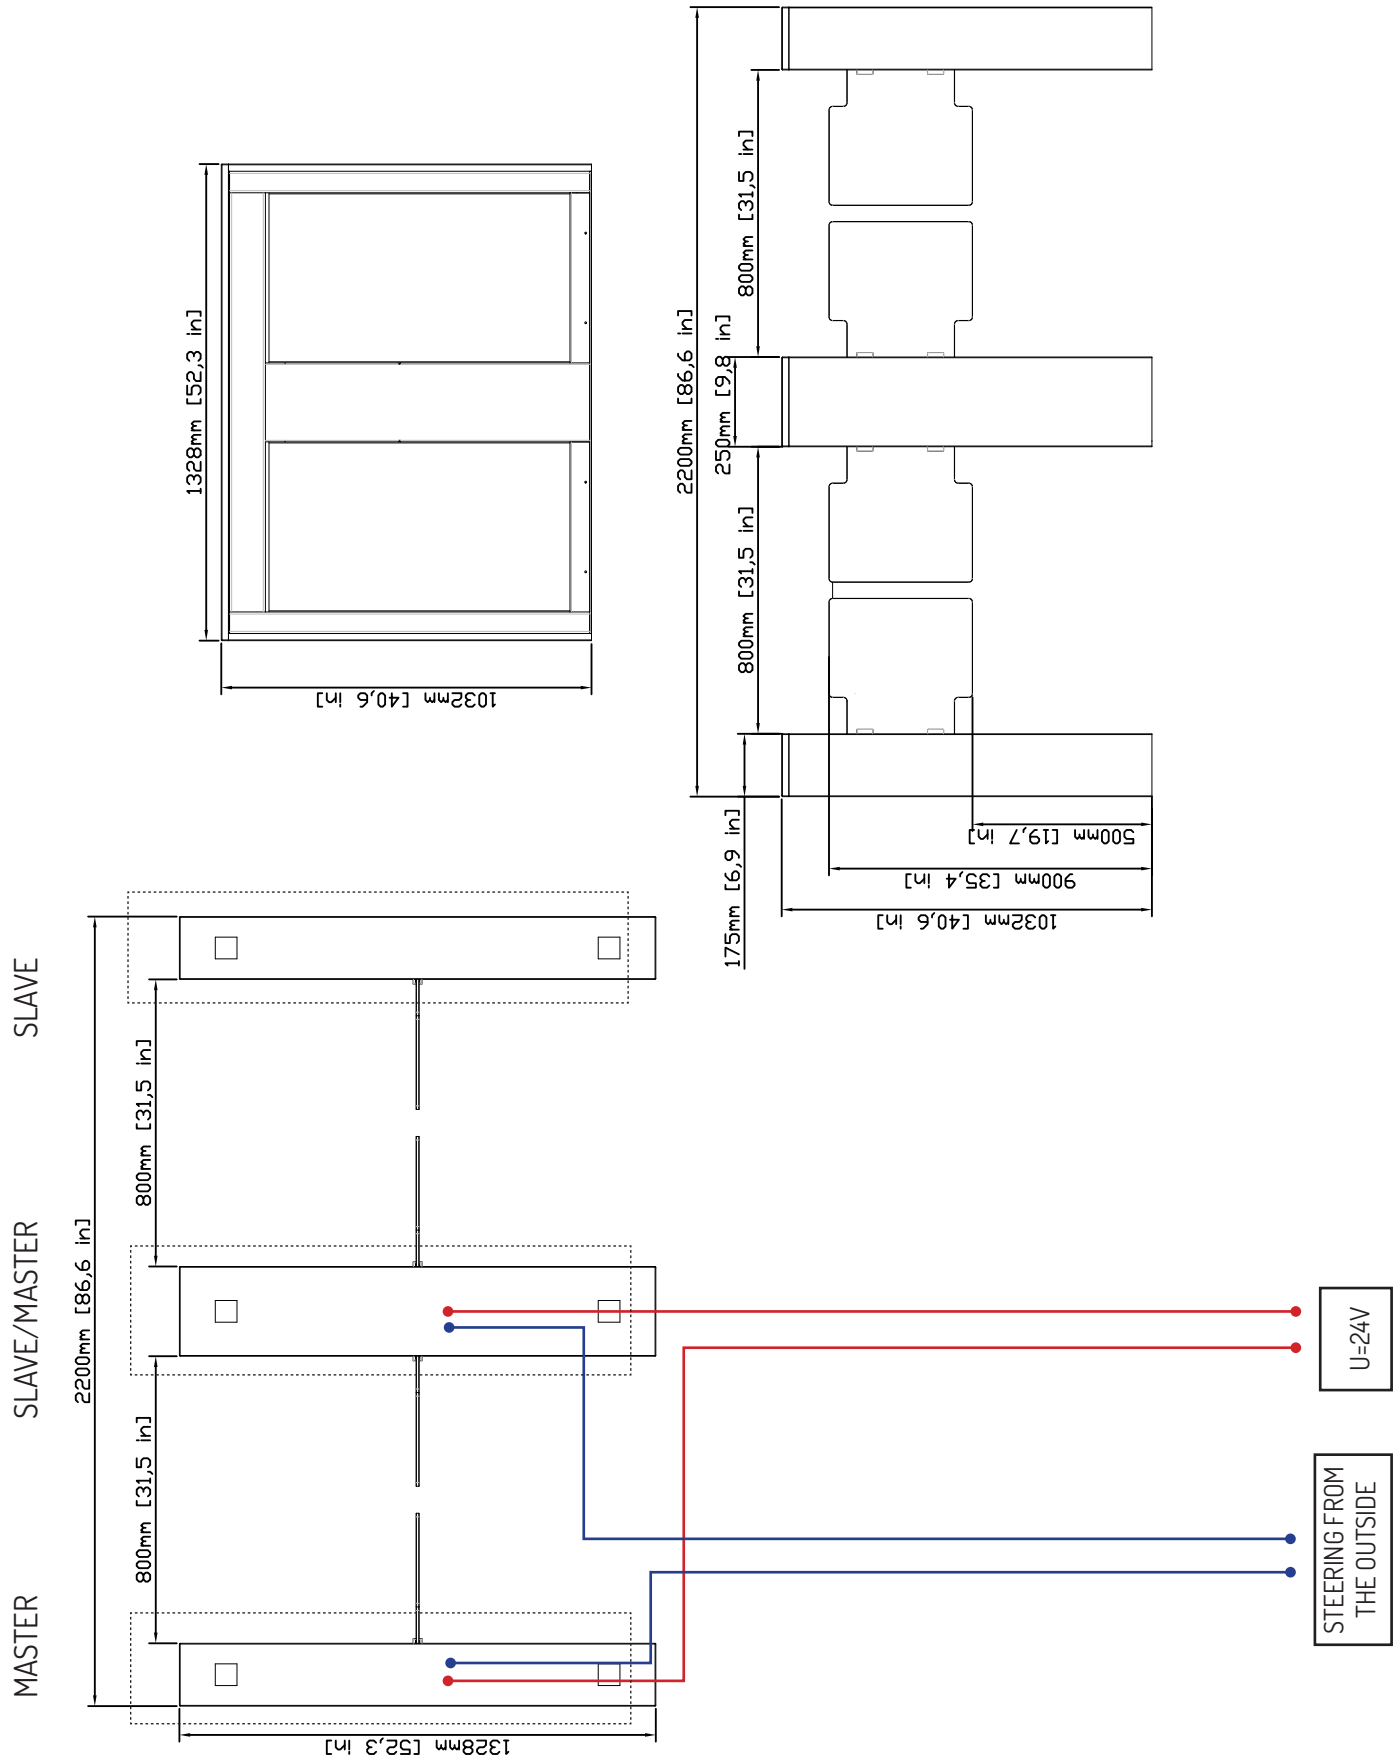 MASTER
SLAVE/MASTER
SLAVE
2200mm [86,6 in]
800mm [31,5 in]
800mm [31,5 in]
1328mm [52,3 in]
STEERING FROM
THE OUTSIDE
U=24V
1328mm [52,3 in]
1032mm [40,6 in]
2200mm [86,6 in]
250mm [9,8 in]
800mm [31,5 in]
800mm [31,5 in]
175mm [6,9 in]
500mm [19,7 in]
900mm [35,4 in]
1032mm [40,6 in]